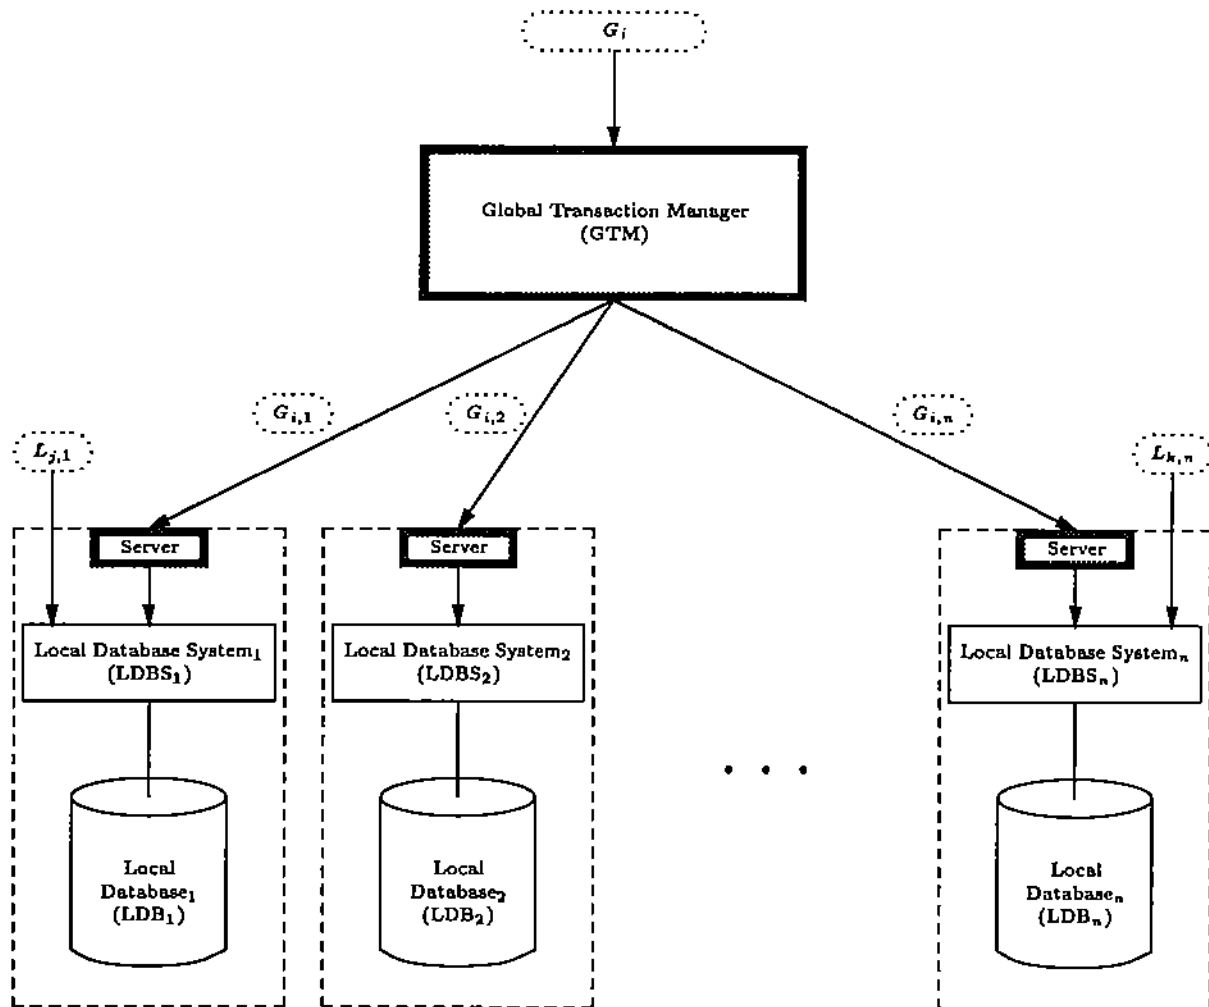 G_i
Global Transaction Manager
(GTM)
G_{i,1}
G_{i,2}
G_{i,n}
L_{j,1}
L_{k,n}
Server
Server
Server
Local Database System_1
(LDBS_1)
Local Database System_2
(LDBS_2)
Local Database System_n
(LDBS_n)
. . .
Local
Database_1
(LDB_1)
Local
Database_2
(LDB_2)
Local
Database_n
(LDB_n)